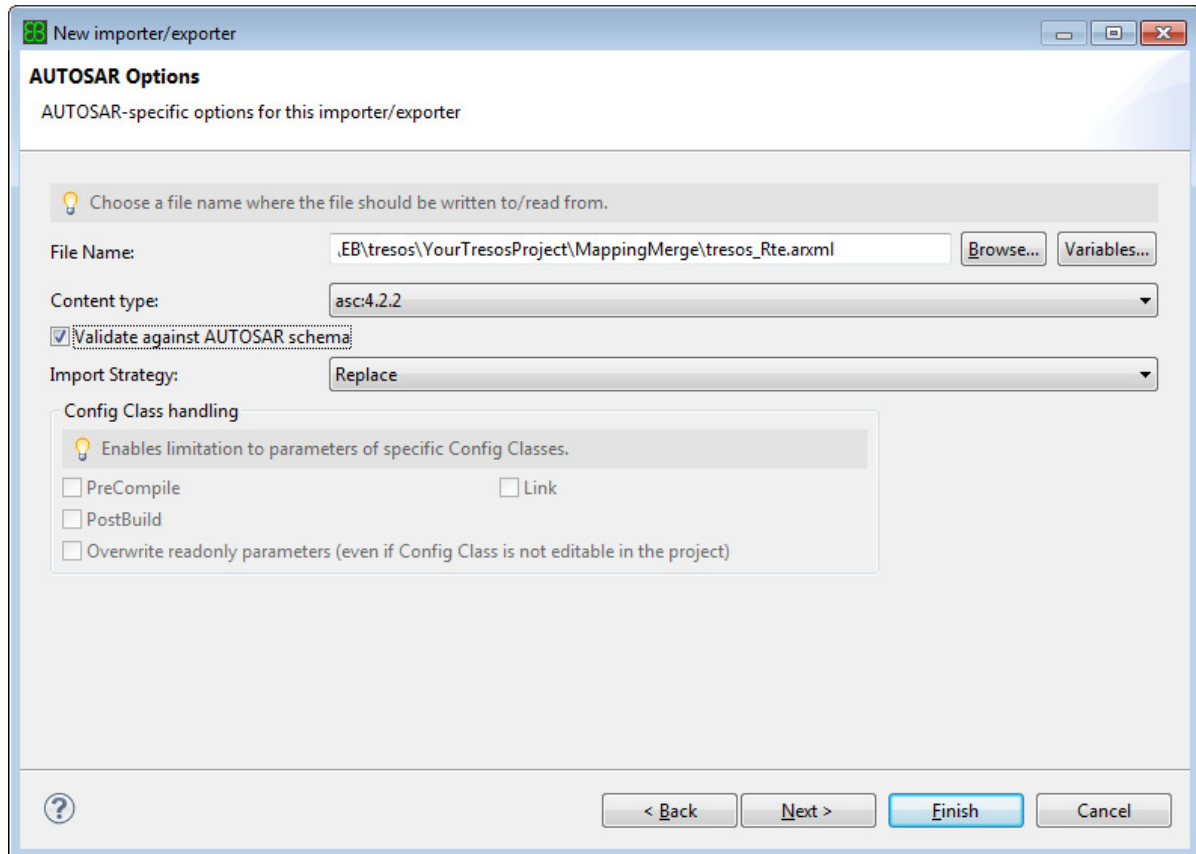 EB New importer/exporter
AUTOSAR Options
AUTOSAR-specific options for this importer/exporter
Choose a file name where the file should be written to/read from.
File Name: .EB\tresos\YourTresosProject\MappingMerge\tresos_Rte.arxml Browse... Variables...
Content type: asc:4.2.2
Validate against AUTOSAR schema
Import Strategy: Replace
Config Class handling
Enables limitation to parameters of specific Config Classes.
PreCompile Link
PostBuild
Overwrite readonly parameters (even if Config Class is not editable in the project)
? < Back Next > Finish Cancel